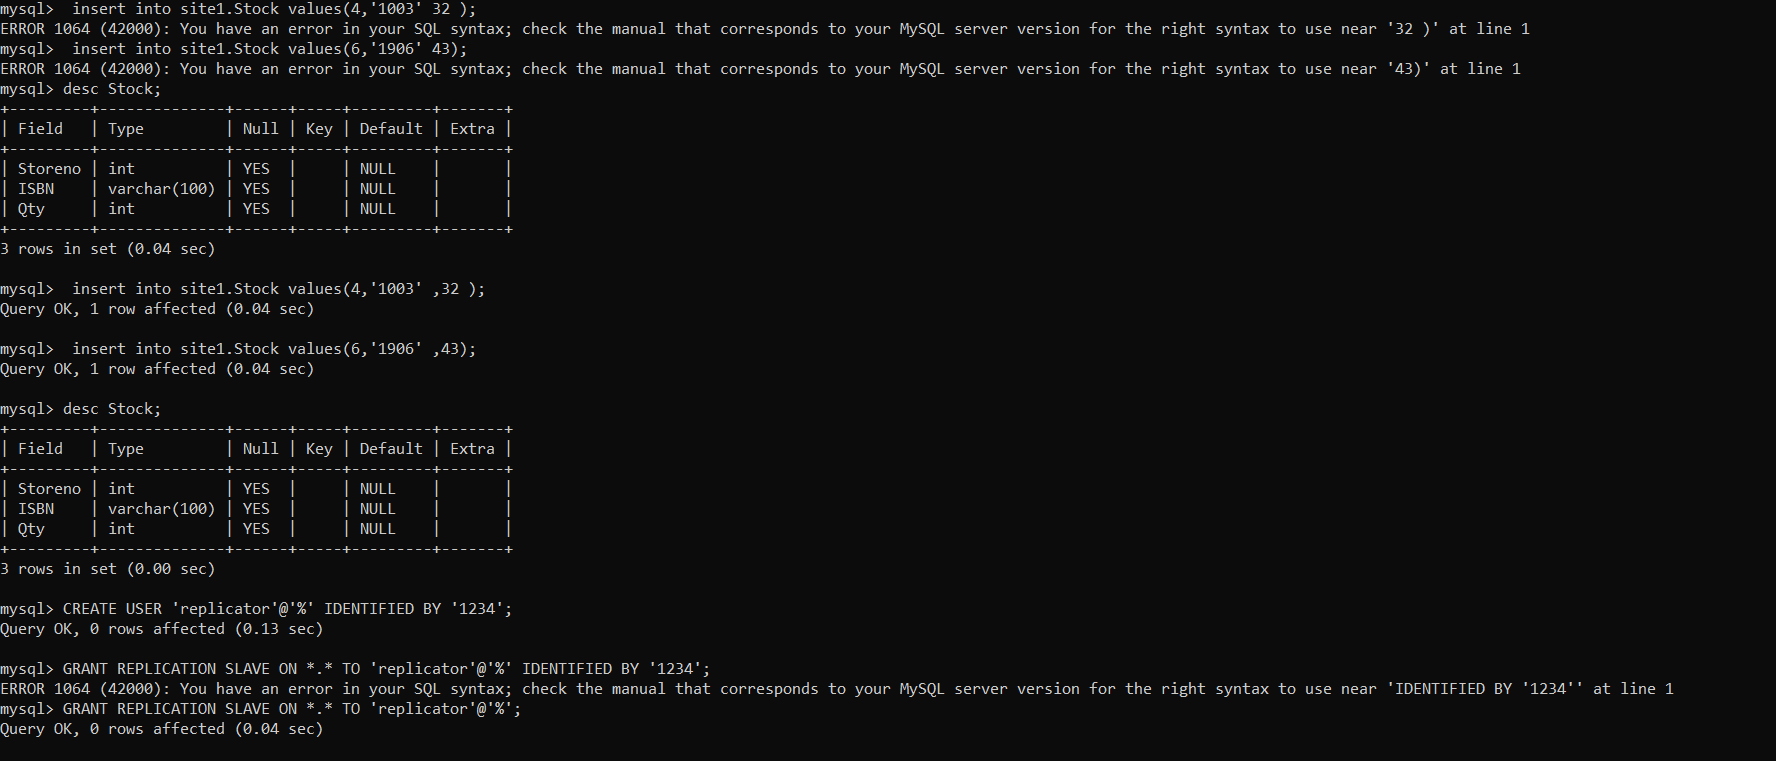 mysql>  insert into site1.Stock values(4,'1003' 32 );
ERROR 1064 (42000): You have an error in your SQL syntax; check the manual that corresponds to your MySQL server version for the right syntax to use near '32 )' at line 1
mysql>  insert into site1.Stock values(6,'1906' 43);
ERROR 1064 (42000): You have an error in your SQL syntax; check the manual that corresponds to your MySQL server version for the right syntax to use near '43)' at line 1
mysql> desc Stock;
+---------+--------------+------+-----+---------+-------+
| Field   | Type         | Null | Key | Default | Extra |
+---------+--------------+------+-----+---------+-------+
| Storeno | int          | YES  |     | NULL    |       |
| ISBN    | varchar(100) | YES  |     | NULL    |       |
| Qty     | int          | YES  |     | NULL    |       |
+---------+--------------+------+-----+---------+-------+
3 rows in set (0.04 sec)

mysql>  insert into site1.Stock values(4,'1003' ,32 );
Query OK, 1 row affected (0.04 sec)

mysql>  insert into site1.Stock values(6,'1906' ,43);
Query OK, 1 row affected (0.04 sec)

mysql> desc Stock;
+---------+--------------+------+-----+---------+-------+
| Field   | Type         | Null | Key | Default | Extra |
+---------+--------------+------+-----+---------+-------+
| Storeno | int          | YES  |     | NULL    |       |
| ISBN    | varchar(100) | YES  |     | NULL    |       |
| Qty     | int          | YES  |     | NULL    |       |
+---------+--------------+------+-----+---------+-------+
3 rows in set (0.00 sec)

mysql> CREATE USER 'replicator'@'%' IDENTIFIED BY '1234';
Query OK, 0 rows affected (0.13 sec)

mysql> GRANT REPLICATION SLAVE ON *.* TO 'replicator'@'%' IDENTIFIED BY '1234';
ERROR 1064 (42000): You have an error in your SQL syntax; check the manual that corresponds to your MySQL server version for the right syntax to use near 'IDENTIFIED BY '1234'' at line 1
mysql> GRANT REPLICATION SLAVE ON *.* TO 'replicator'@'%';
Query OK, 0 rows affected (0.04 sec)